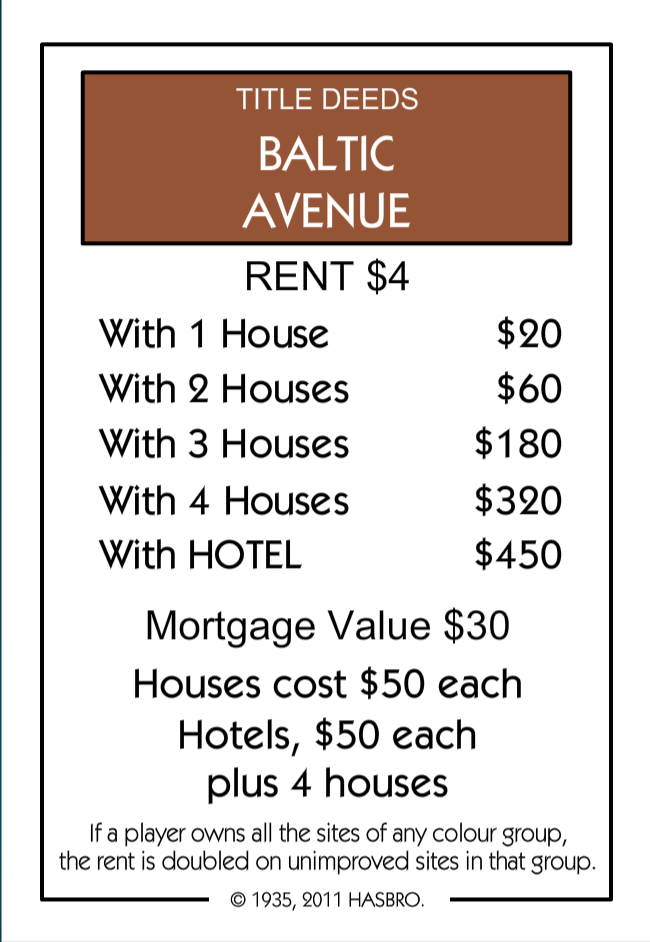 TITLE DEEDS
BALTIC
AVENUE
RENT $4
With 1 House $20
With 2 Houses $60
With 3 Houses $180
With 4 Houses $320
With HOTEL $450
Mortgage Value $30
Houses cost $50 each
Hotels, $50 each
plus 4 houses
If a player owns all the sites of any colour group,
the rent is doubled on unimproved sites in that group.
© 1935, 2011 HASBRO.